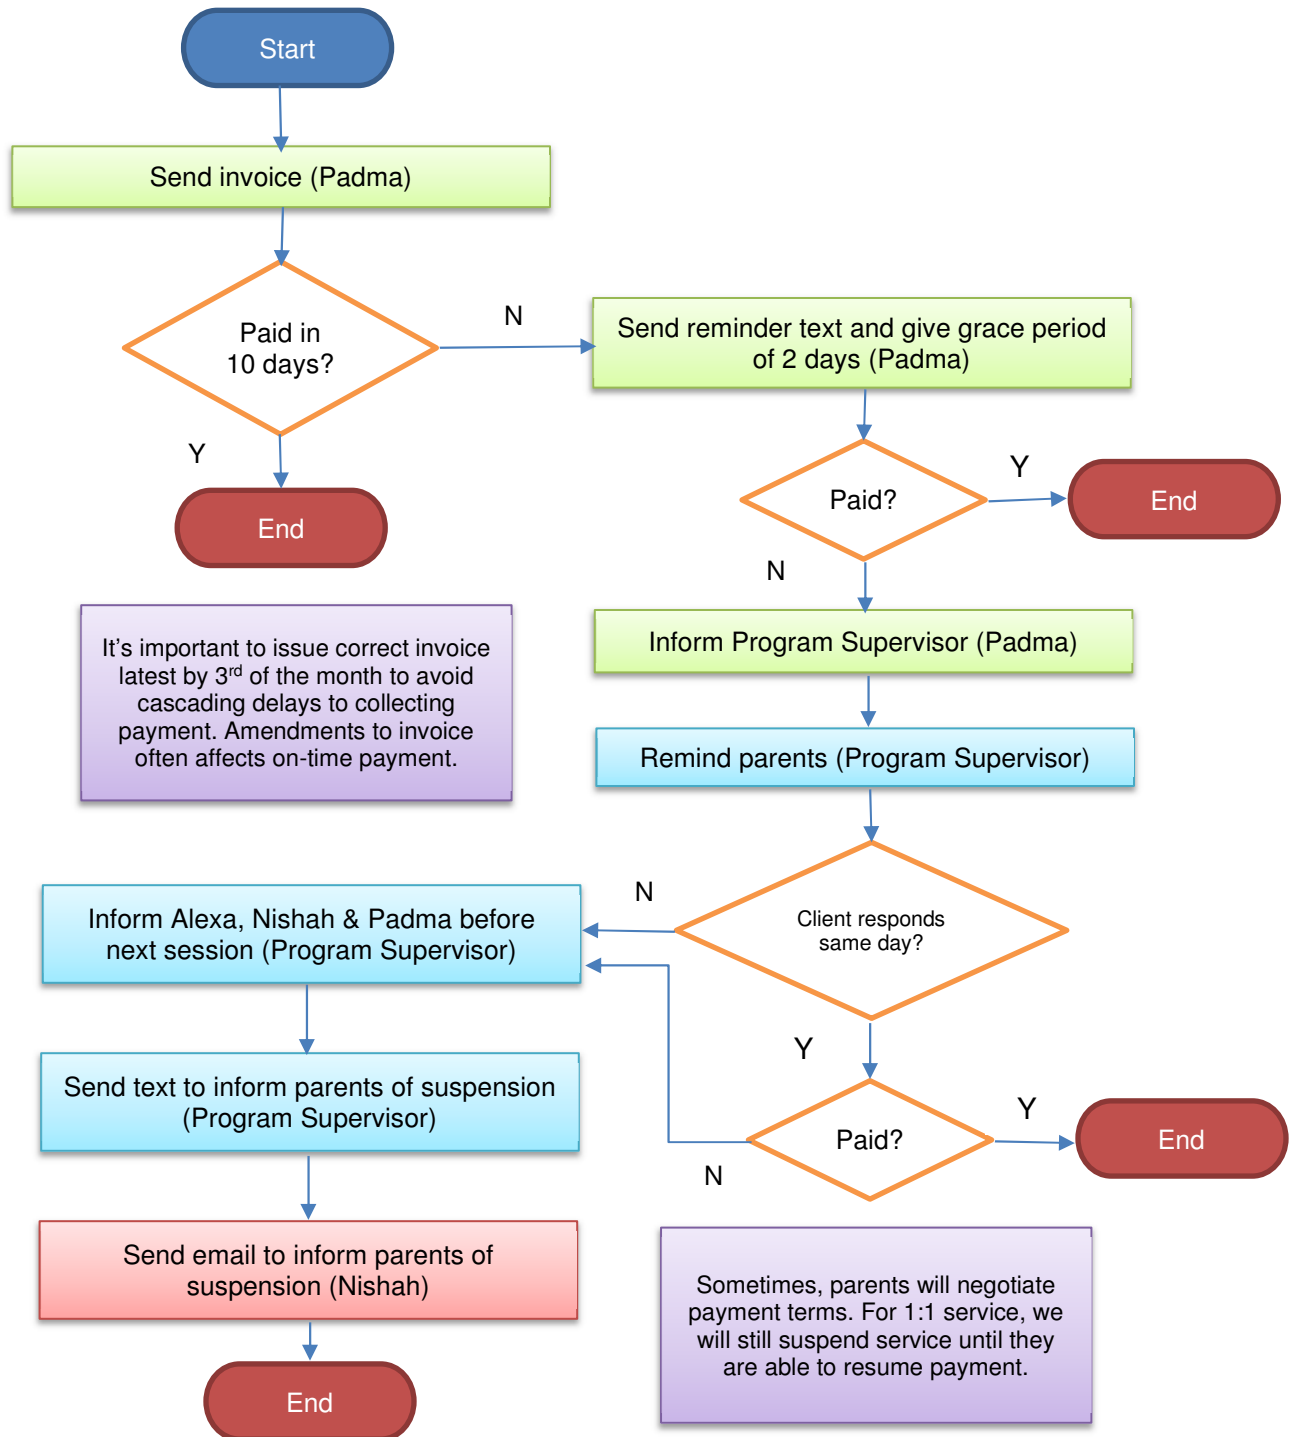 Start
Send invoice (Padma)
Paid in
10 days?
N
Send reminder text and give grace period
of 2 days (Padma)
Y
End
Paid?
Y
End
N
Inform Program Supervisor (Padma)
It’s important to issue correct invoice
latest by 3rd of the month to avoid
cascading delays to collecting
payment. Amendments to invoice
often affects on-time payment.
Remind parents (Program Supervisor)
Client responds
same day?
N
Inform Alexa, Nishah & Padma before
next session (Program Supervisor)
Y
Paid?
Y
End
N
Send text to inform parents of suspension
(Program Supervisor)
Send email to inform parents of
suspension (Nishah)
End
Sometimes, parents will negotiate
payment terms. For 1:1 service, we
will still suspend service until they
are able to resume payment.